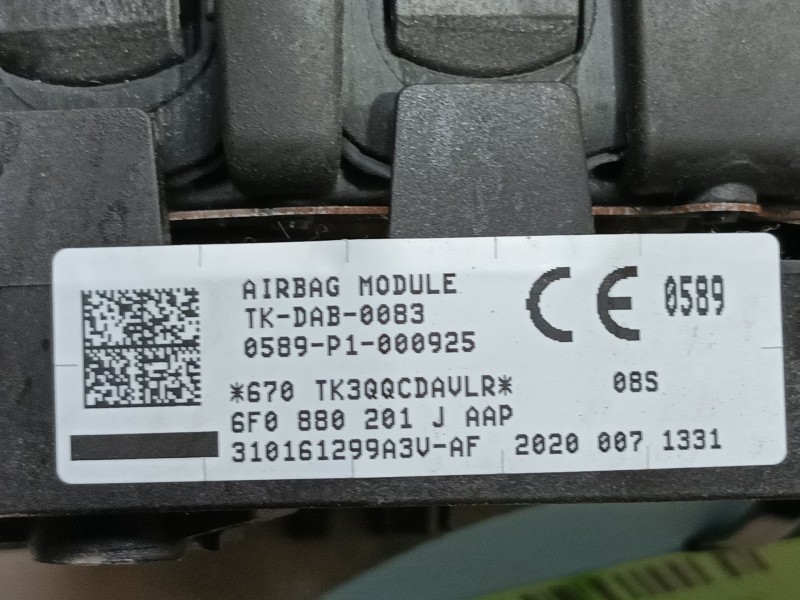 AIRBAG MODULE
TK-DAB-0083
0589-P1-000925
CE 0589
*670 TK3QQCDAVLR* 08S
6F0 880 201 J AAP
310161299A3V-AF 2020 007 1331